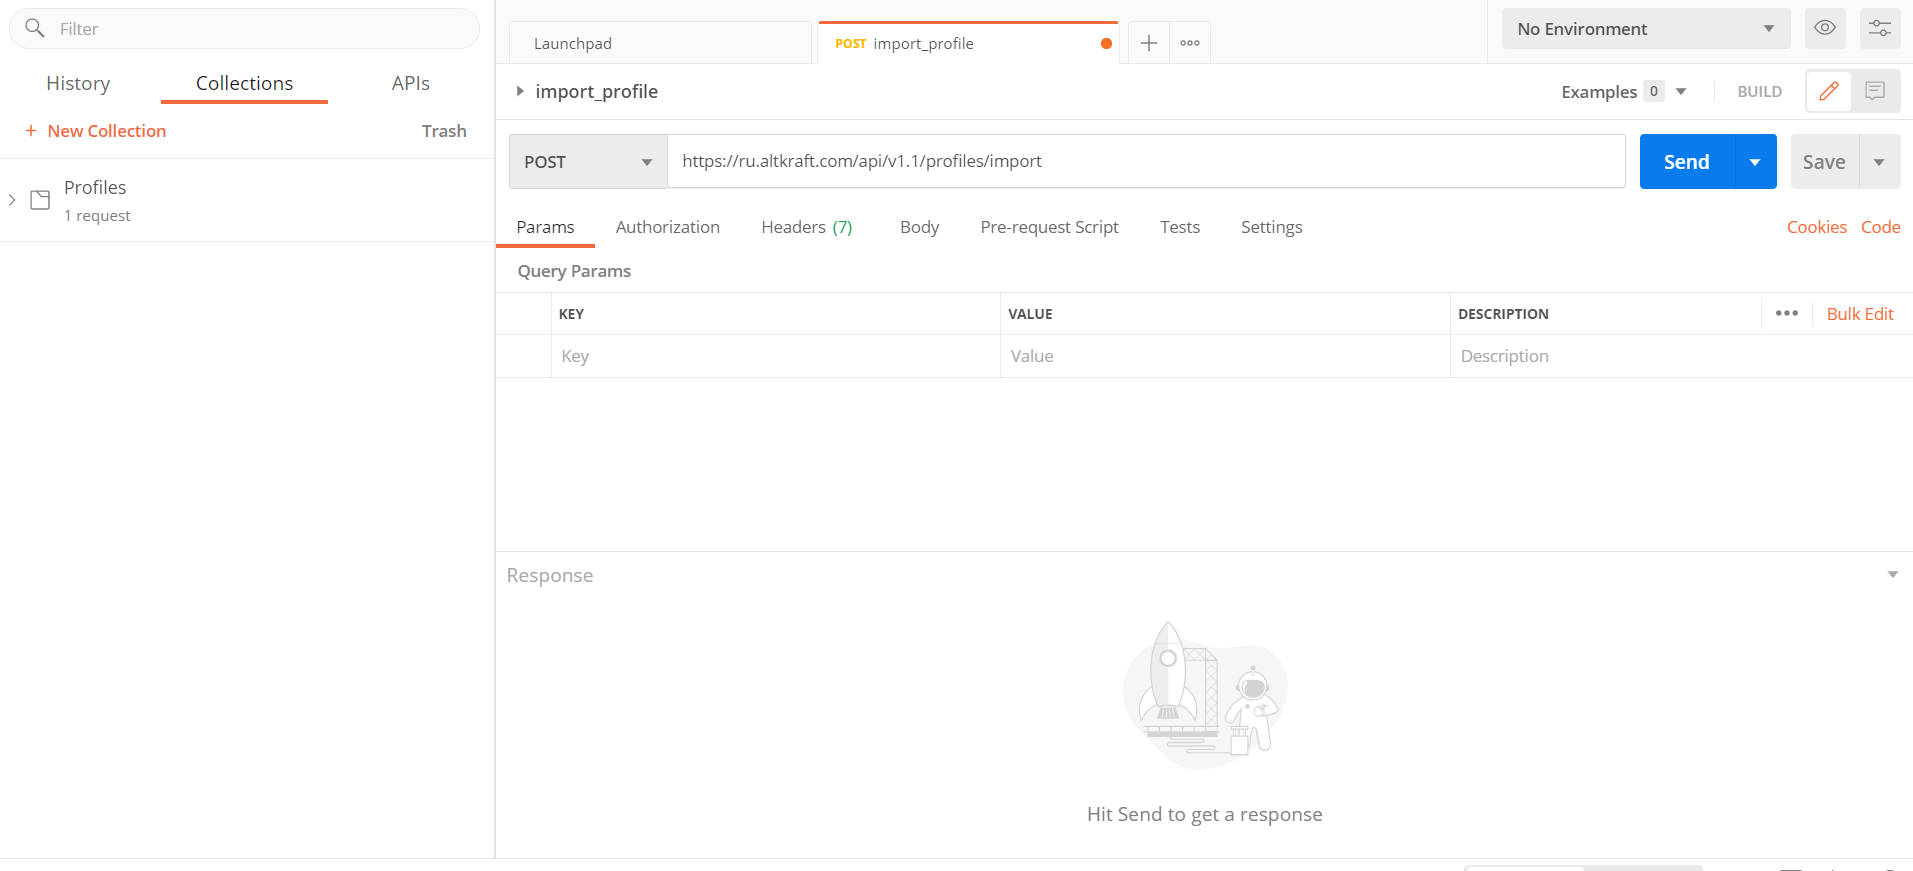 Filter
History Collections APIs
+ New Collection Trash
Profiles
1 request
Launchpad POST import_profile No Environment
import_profile Examples 0 BUILD
POST https://ru.altkraft.com/api/v1.1/profiles/import Send Save
Params Authorization Headers (7) Body Pre-request Script Tests Settings Cookies Code
Query Params
KEY VALUE DESCRIPTION ••• Bulk Edit
Key Value Description
Response
Hit Send to get a response